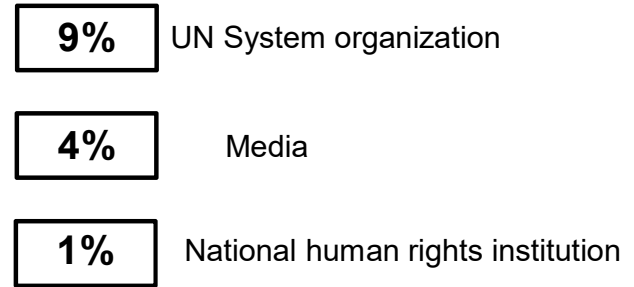 9% UN System organization
4% Media
1% National human rights institution